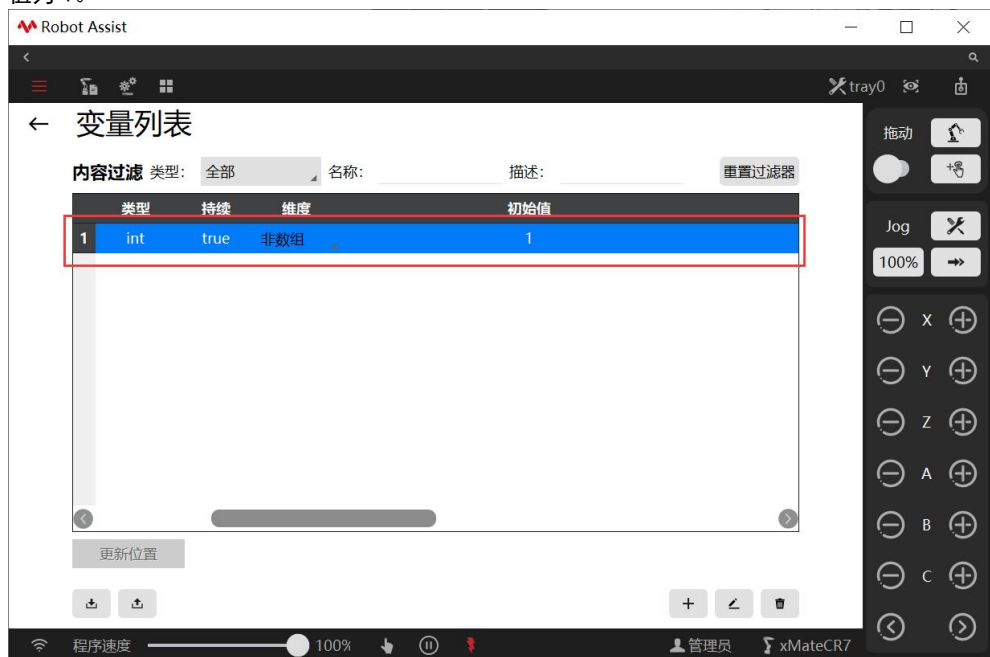 Robot Assist
tray0
变量列表
拖动
内容过滤 类型： 全部 名称： 描述： 重置过滤器
类型 持续 维度 初始值
1 int true 非数组 1
Jog
100%
X
Y
Z
A
B
C
更新位置
程序速度 100% 管理员 xMateCR7